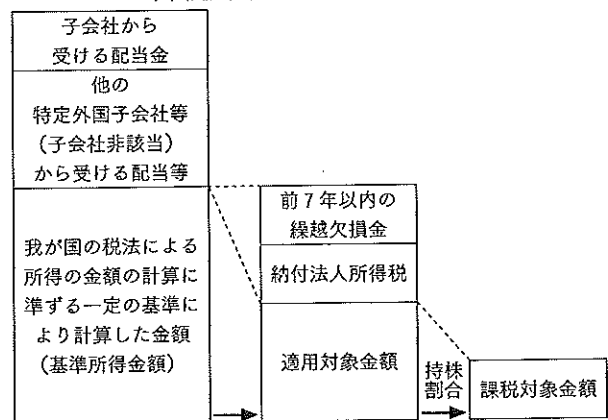 子会社から
受ける配当金
他の
特定外国子会社等
（子会社非該当）
から受ける配当等
我が国の税法による
所得の金額の計算に
準ずる一定の基準に
より計算した金額
（基準所得金額）
前７年以内の
繰越欠損金
納付法人所得税
適用対象金額
持株
割合
課税対象金額